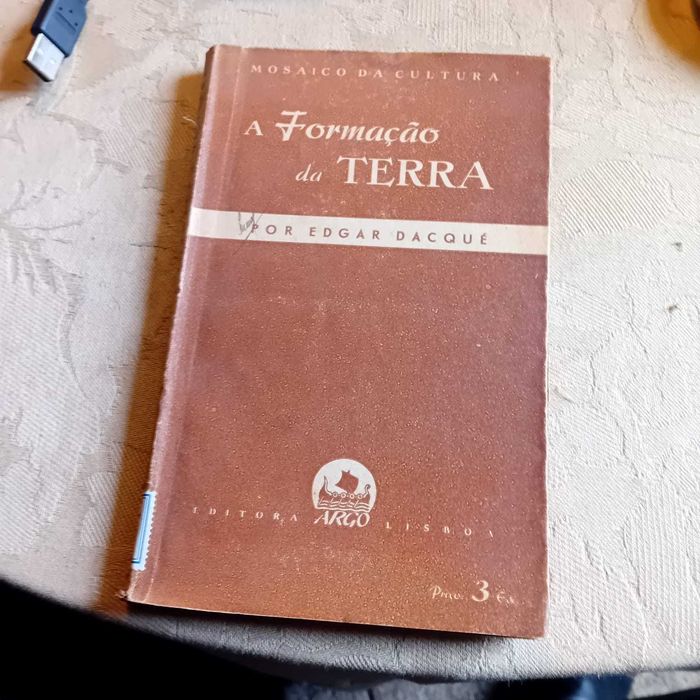 MOSAICO DA CULTURA
A Formação
da TERRA
POR EDGAR DACQUÉ
EDITORA ARGO LISBOA
Preço 3